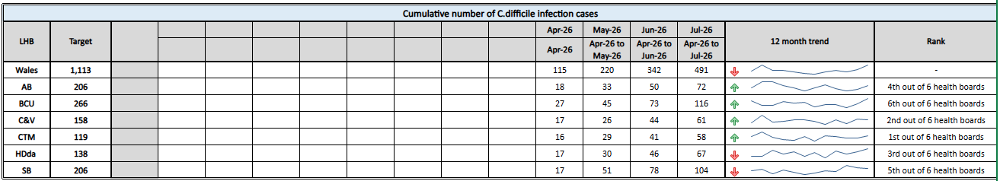 Cumulative number of C.difficile infection cases
LHB Target Apr-26 May-26 Jun-26 Jul-26 12 month trend Rank
Apr-26 Apr-26 to May-26 Apr-26 to Jun-26 Apr-26 to Jul-26
Wales 1,113 115 220 342 491 -
AB 206 18 33 50 72 4th out of 6 health boards
BCU 266 27 45 73 116 6th out of 6 health boards
C&V 158 17 26 44 61 2nd out of 6 health boards
CTM 119 16 29 41 58 1st out of 6 health boards
HDda 138 17 30 46 67 3rd out of 6 health boards
SB 206 17 51 78 104 5th out of 6 health boards